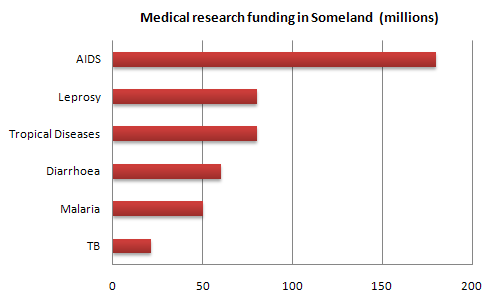 Medical research funding in Someland (millions)
AIDS
Leprosy
Tropical Diseases
Diarrhoea
Malaria
TB
0 50 100 150 200